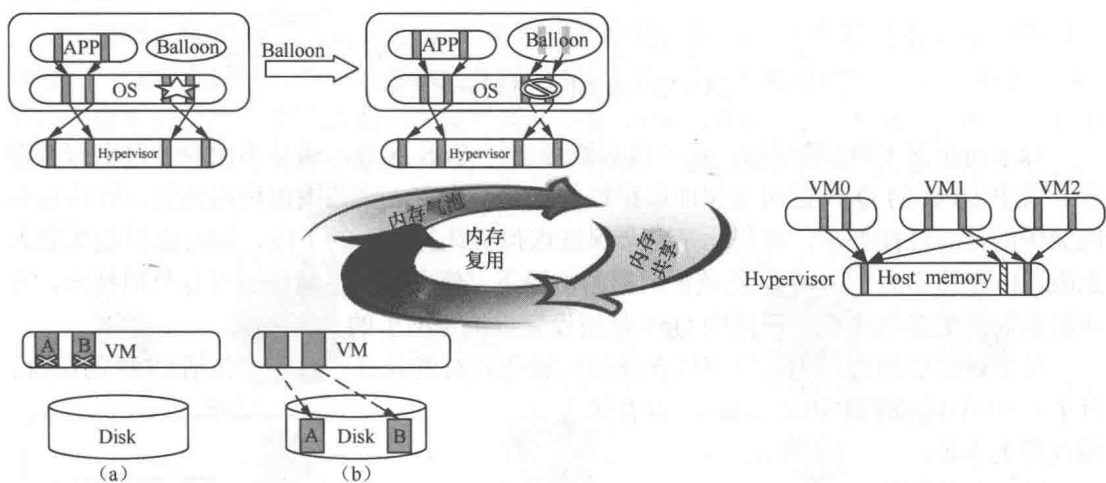 APP
Balloon
OS
Hypervisor
Balloon
APP
Balloon
OS
Hypervisor
内存气泡
内存
复用
内存
共享
VM0
VM1
VM2
Hypervisor
Host memory
A
B
VM
Disk
(a)
VM
A
Disk
B
(b)